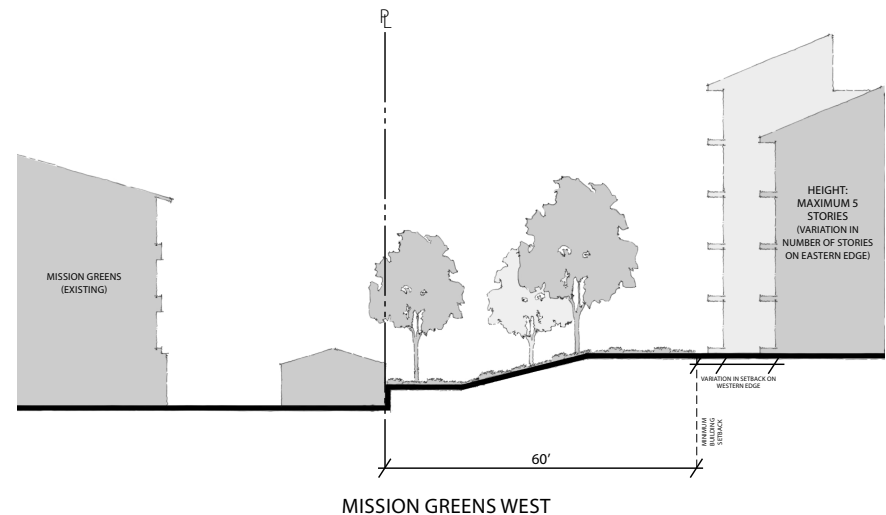 PL
MISSION GREENS
(EXISTING)
HEIGHT:
MAXIMUM 5
STORIES
(VARIATION IN
NUMBER OF STORIES
ON EASTERN EDGE)
VARIATION IN SETBACK ON
WESTERN EDGE
MINIMUM
BUILDING
SETBACK
60'
MISSION GREENS WEST